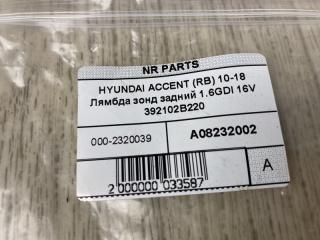 NR PARTS
HYUNDAI ACCENT (RB) 10-18
Лямбда зонд задний 1.6GDI 16V
392102B220
000-2320039
A08232002
2 000000 033587
A